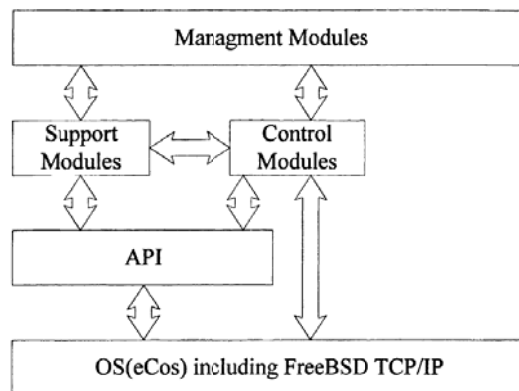 Managment Modules
Support
Modules
Control
Modules
API
OS(eCos) including FreeBSD TCP/IP